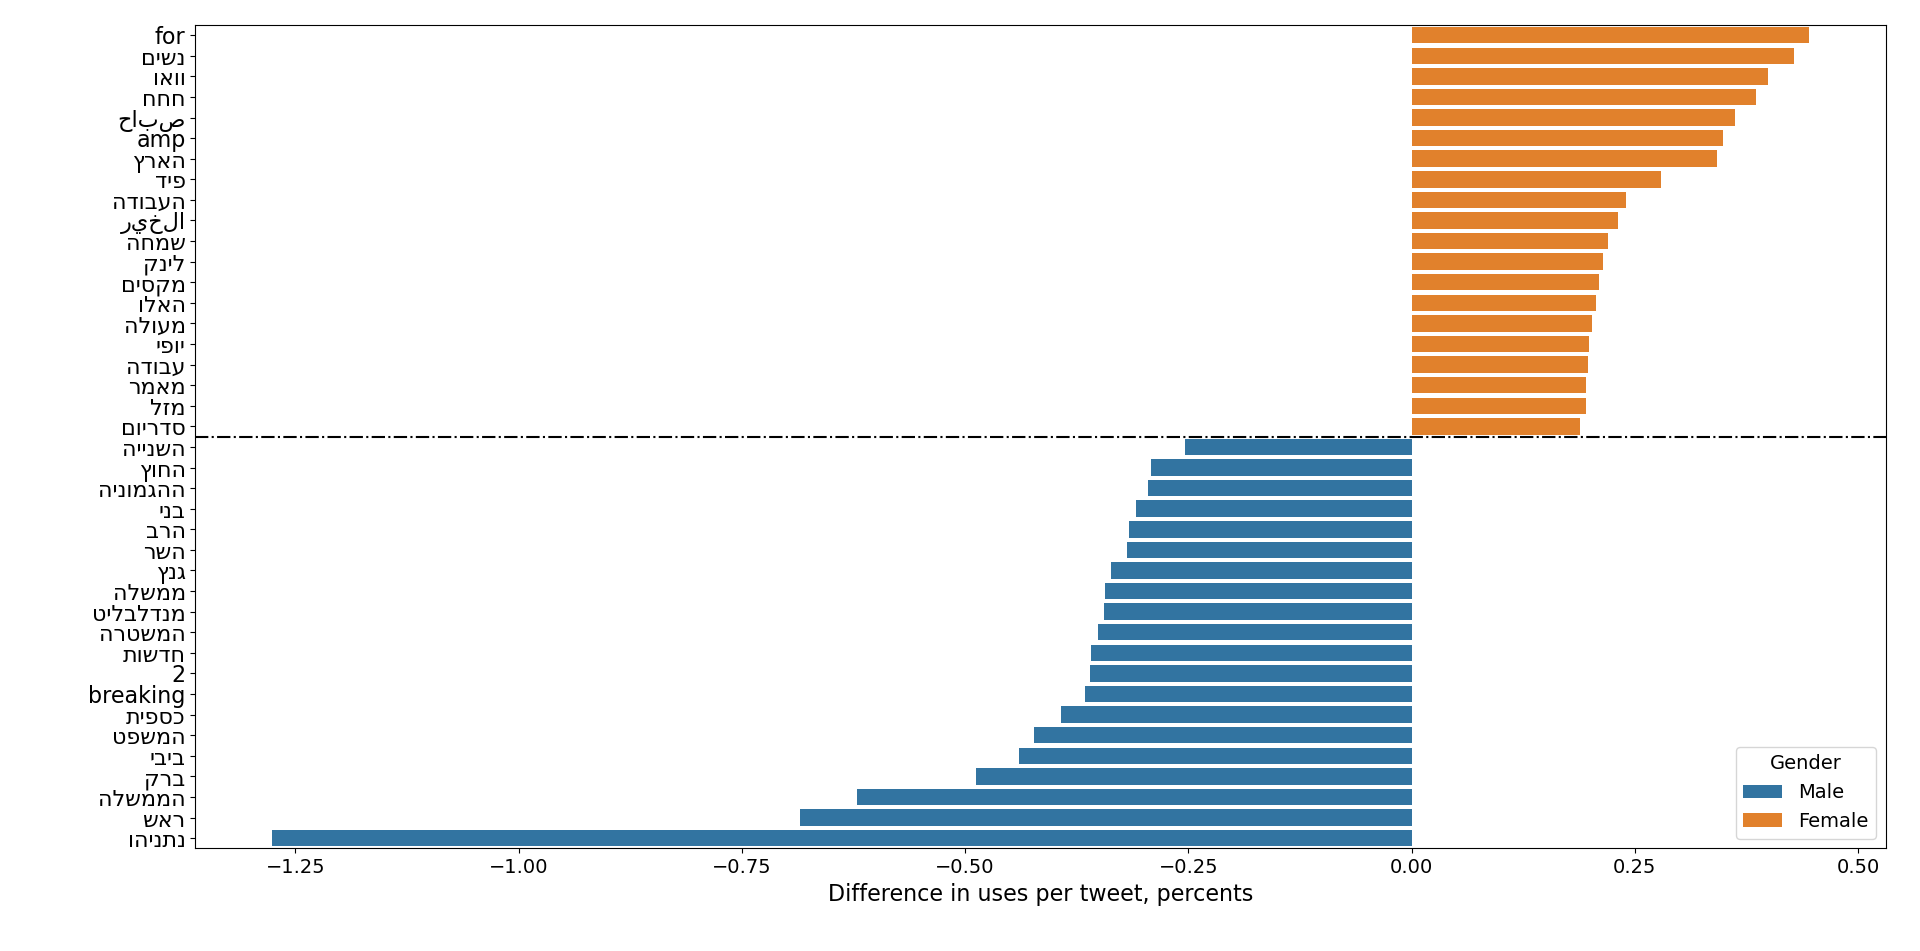 for
נשים
וואו
חחח
صباح
amp
הארץ
פיד
העבודה
الخير
שמחה
לינק
מקסים
האלו
מעולה
יופי
עבודה
מאמר
מזל
סדריום
השנייה
החוץ
ההגמוניה
בני
הרב
השר
גנץ
ממשלה
מנדלבליט
המשטרה
חדשות
2
breaking
כספית
המשפט
ביבי
ברק
הממשלה
ראש
נתניהו
−1.25 −1.00 −0.75 −0.50 −0.25 0.00 0.25 0.50
Difference in uses per tweet, percents
Gender
Male
Female